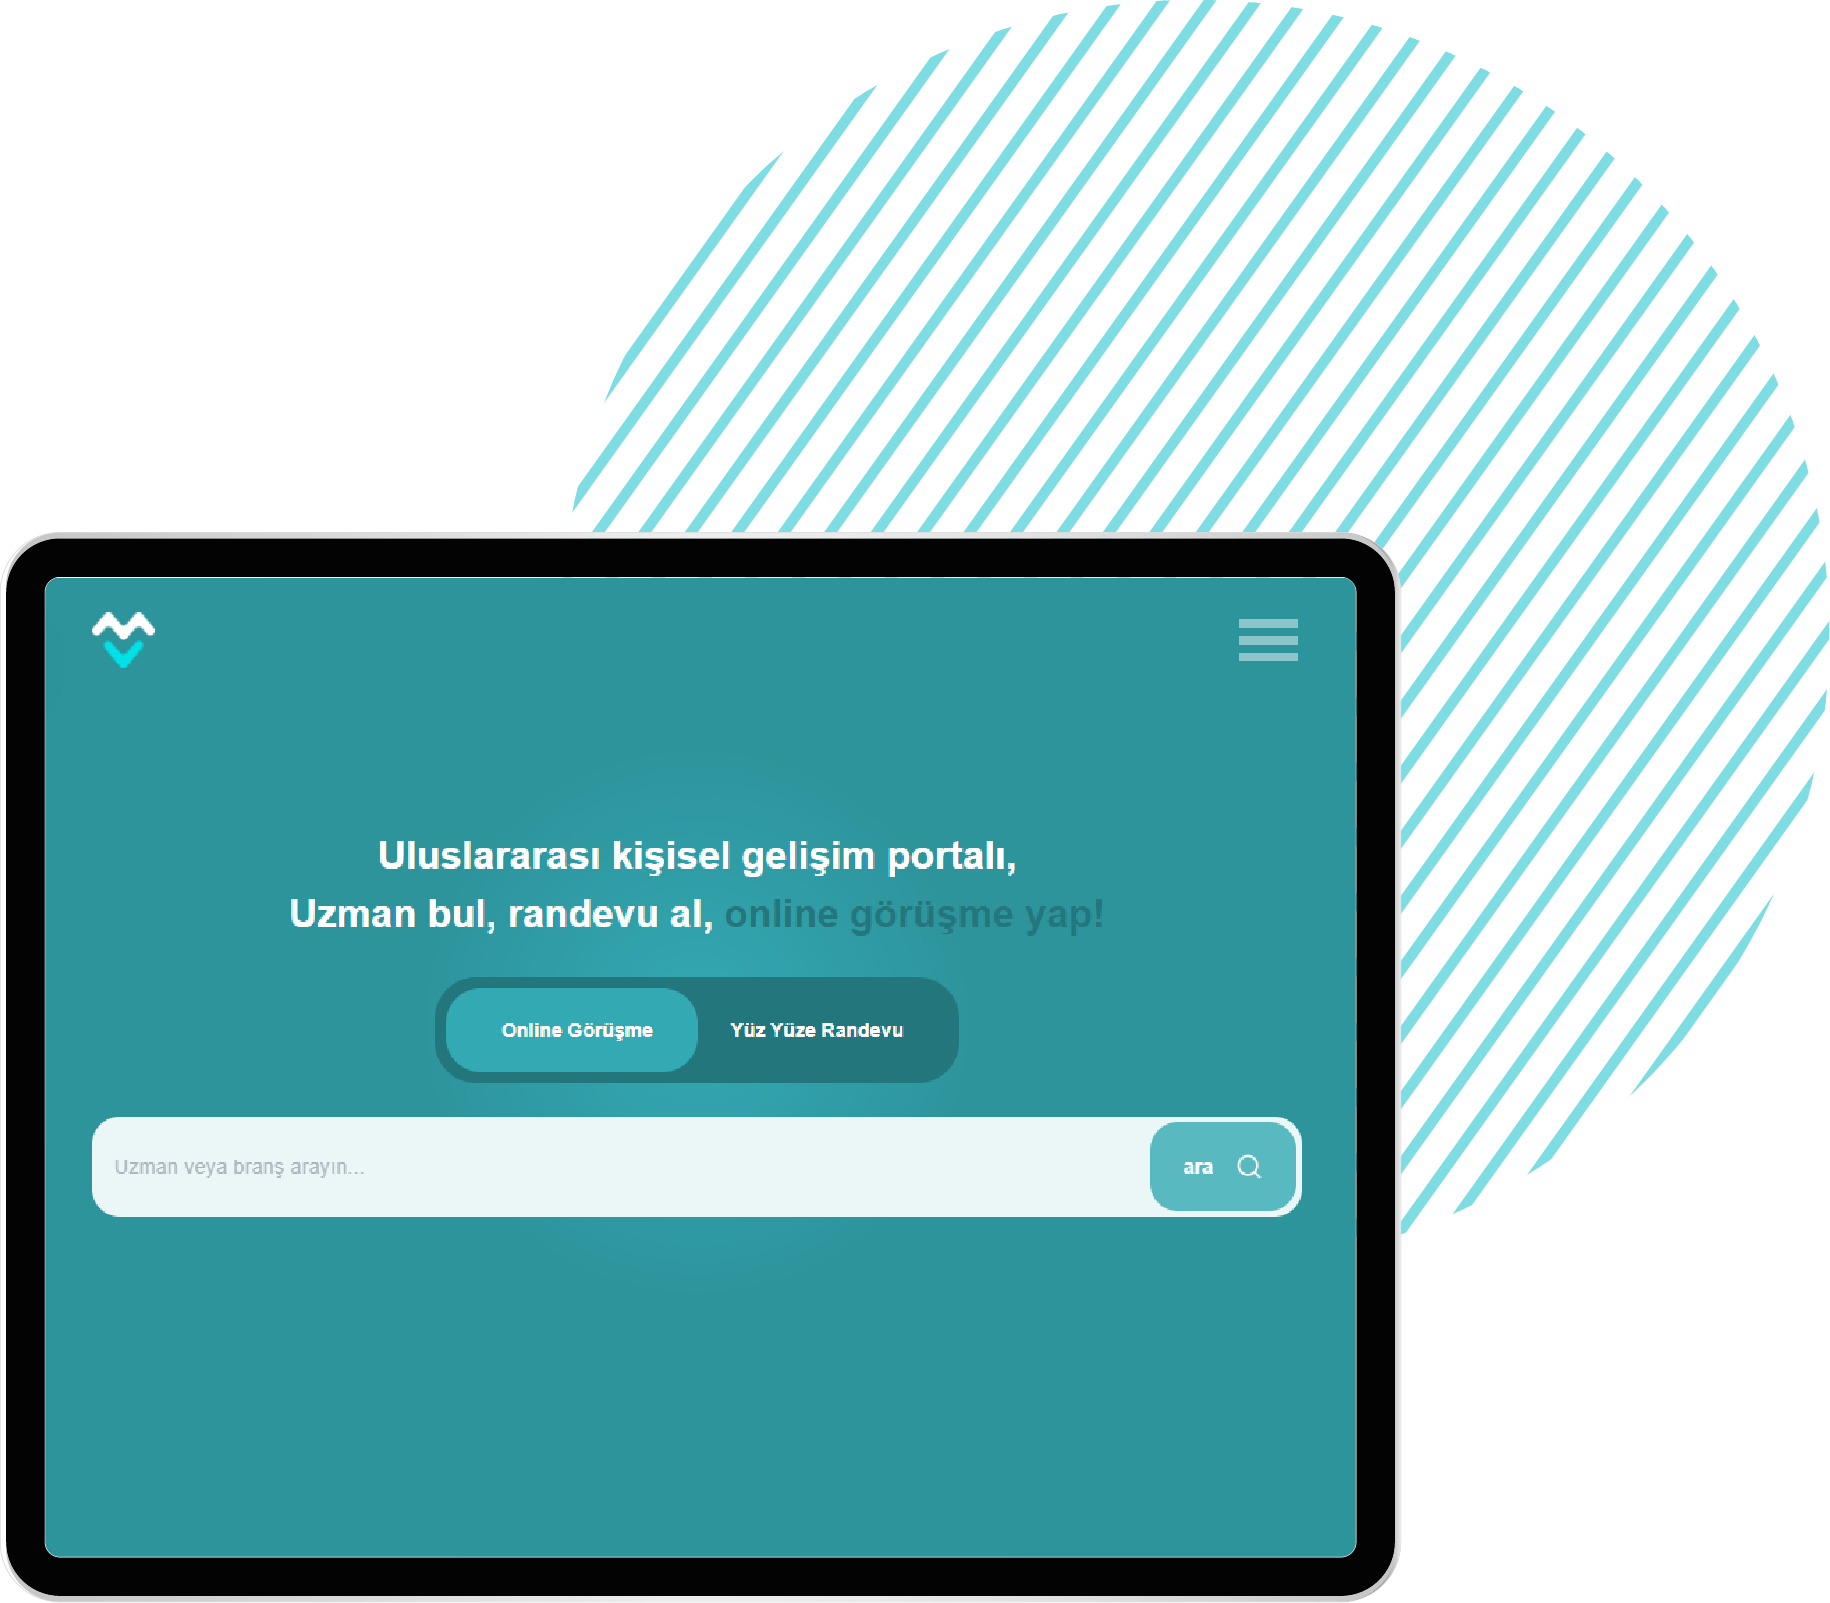 Uluslararası kişisel gelişim portalı,
Uzman bul, randevu al, online görüşme yap!
Online Görüşme
Yüz Yüze Randevu
Uzman veya branş arayın...
ara